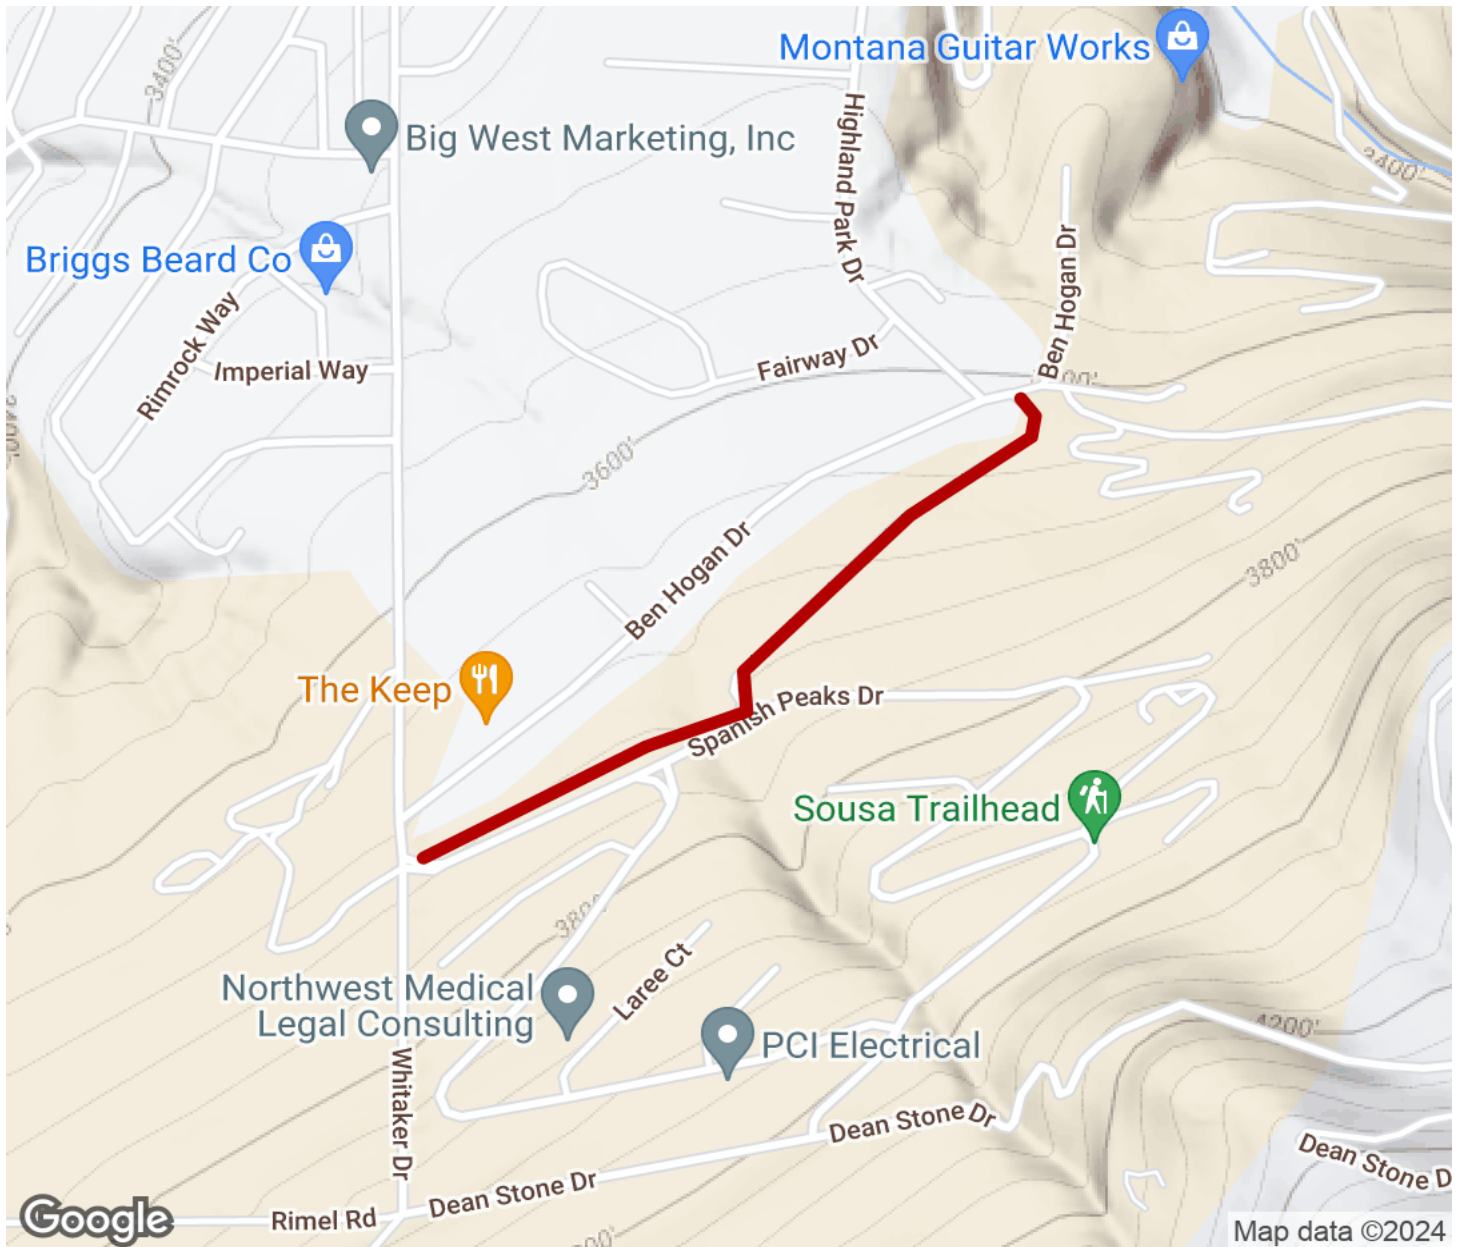 Montana Guitar Works
3400'
Big West Marketing, Inc
Highland Park Dr
3400'
Briggs Beard Co
Ben Hogan Dr
Rimrock Way
Imperial Way
Fairway Dr
3600'
Ben Hogan Dr
3800'
The Keep
Spanish Peaks Dr
Sousa Trailhead
Northwest Medical
Legal Consulting
Laree Ct
PCI Electrical
4200'
Whitaker Dr
Dean Stone Dr
Dean Stone D
Dean Stone Dr
Rimel Rd
Google
Map data ©2024